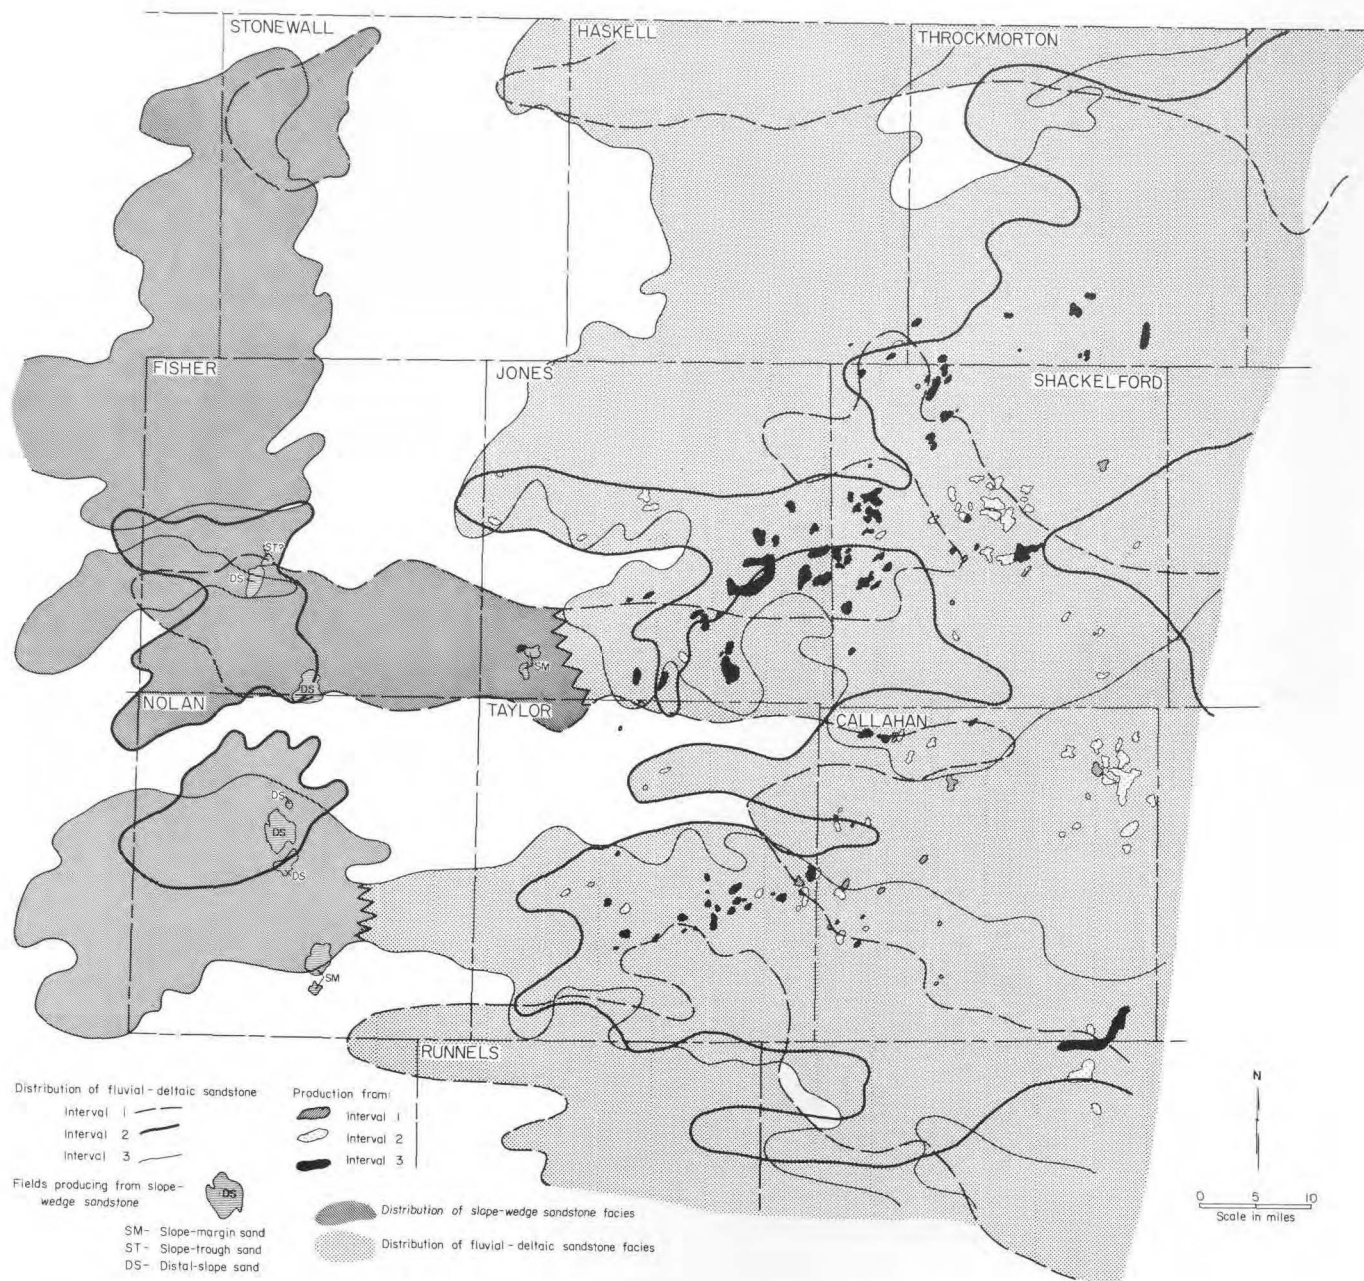 STONEWALL
HASKELL
THROCKMORTON
FISHER
JONES
SHACKELFORD
ST?
DS
SM
DS
NOLAN
TAYLOR
CALLAHAN
DS
DS
DS
SM
RUNNELS
Distribution of fluvial-deltaic sandstone
Interval 1
Interval 2
Interval 3
Production from:
Interval 1
Interval 2
Interval 3
Fields producing from slope-
wedge sandstone
DS
SM- Slope-margin sand
ST- Slope-trough sand
DS- Distal-slope sand
Distribution of slope-wedge sandstone facies
Distribution of fluvial-deltaic sandstone facies
N
0 5 10
Scale in miles